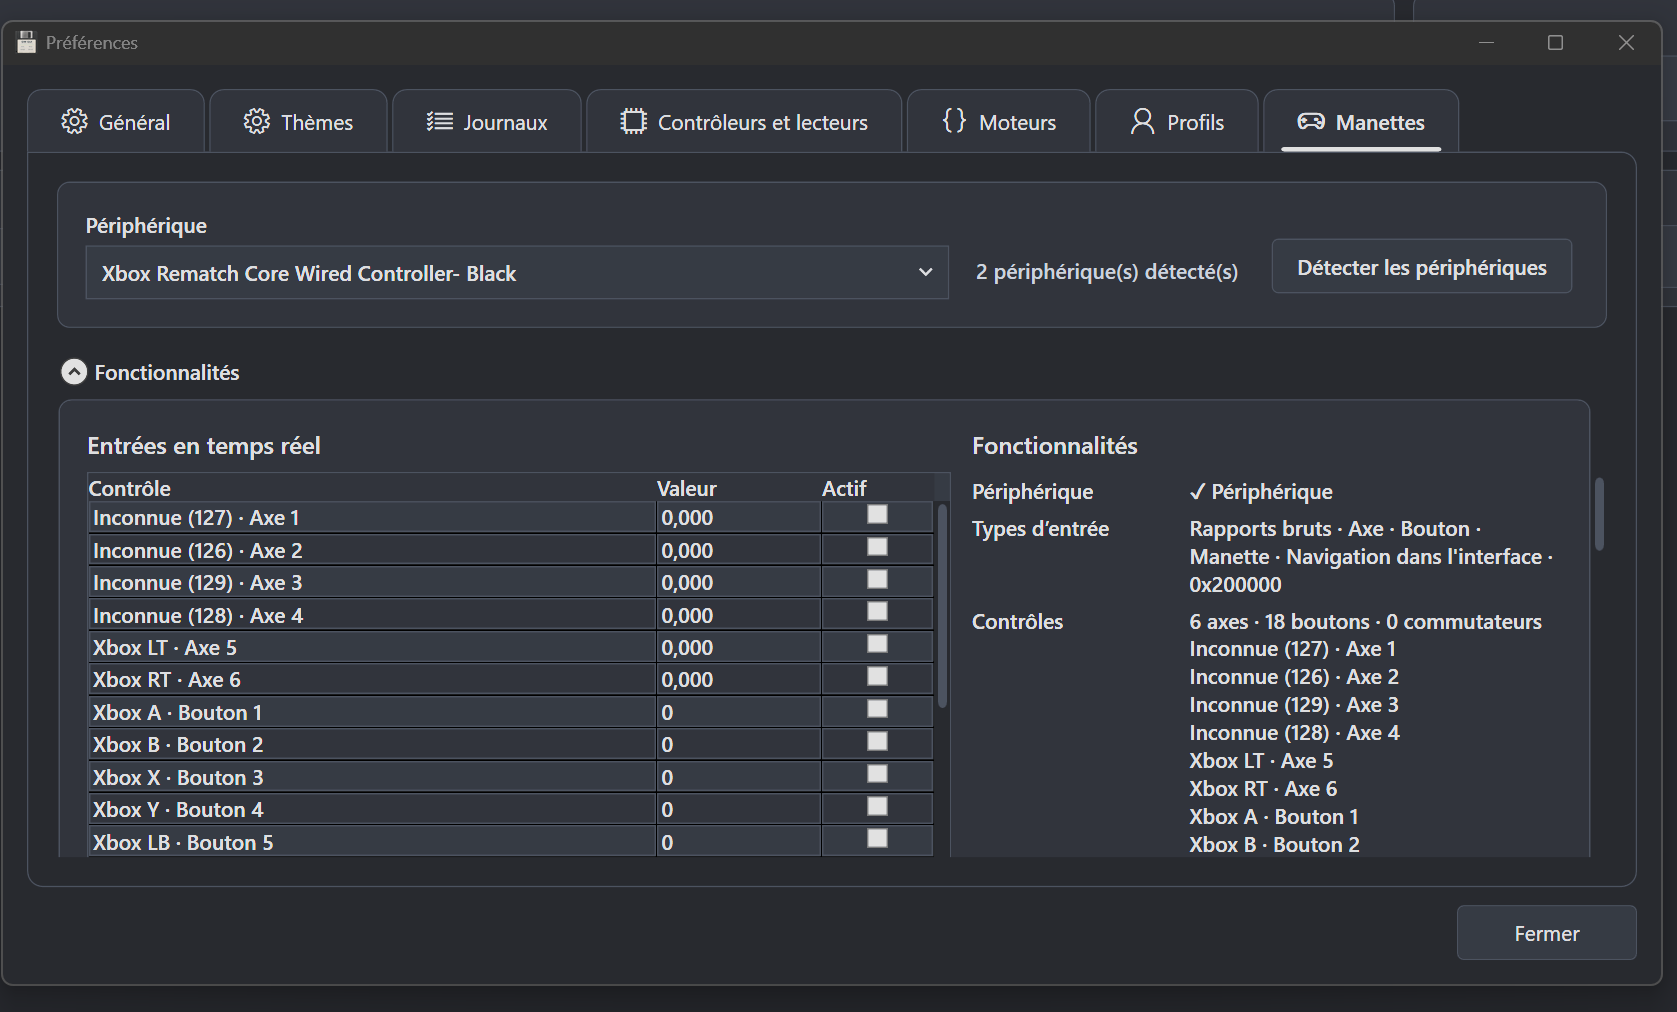 Préférences
Général
Thèmes
Journaux
Contrôleurs et lecteurs
Moteurs
Profils
Manettes
Périphérique
Xbox Rematch Core Wired Controller- Black
2 périphérique(s) détecté(s)
Détecter les périphériques
Fonctionnalités
Entrées en temps réel
Contrôle Valeur Actif
Inconnue (127) · Axe 1 0,000
Inconnue (126) · Axe 2 0,000
Inconnue (129) · Axe 3 0,000
Inconnue (128) · Axe 4 0,000
Xbox LT · Axe 5 0,000
Xbox RT · Axe 6 0,000
Xbox A · Bouton 1 0
Xbox B · Bouton 2 0
Xbox X · Bouton 3 0
Xbox Y · Bouton 4 0
Xbox LB · Bouton 5 0
Fonctionnalités
Périphérique ✓ Périphérique
Types d’entrée Rapports bruts · Axe · Bouton ·
Manette · Navigation dans l'interface ·
0x200000
Contrôles 6 axes · 18 boutons · 0 commutateurs
Inconnue (127) · Axe 1
Inconnue (126) · Axe 2
Inconnue (129) · Axe 3
Inconnue (128) · Axe 4
Xbox LT · Axe 5
Xbox RT · Axe 6
Xbox A · Bouton 1
Xbox B · Bouton 2
Fermer